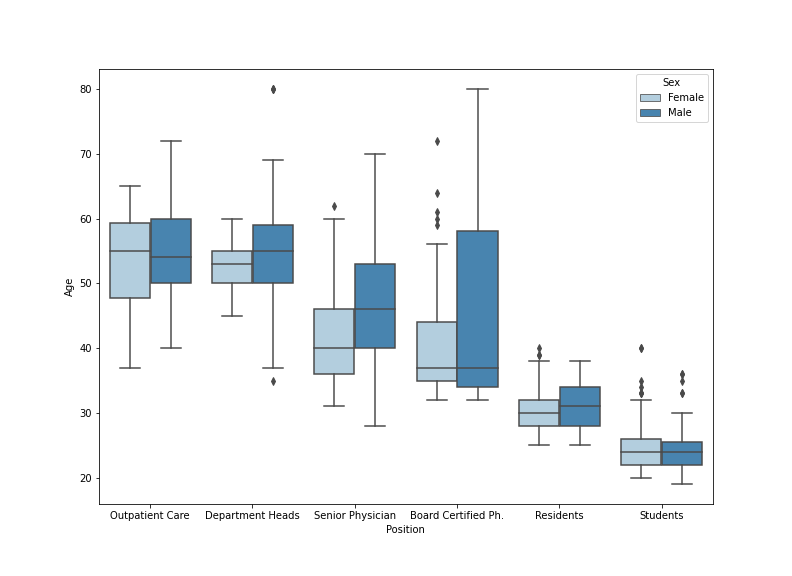 Sex
Female
Male
80
70
60
50
40
30
20
Age
Outpatient Care Department Heads Senior Physician Board Certified Ph. Residents Students
Position